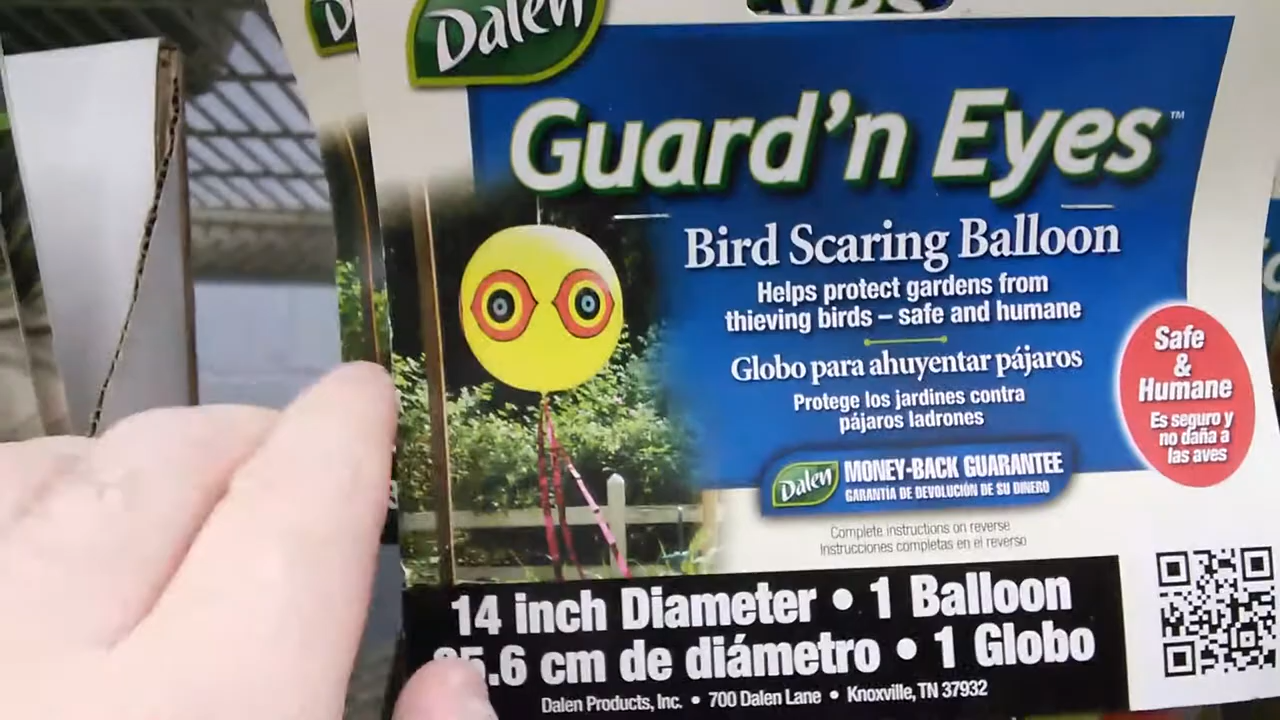 Dalen
Guard'n Eyes™
Bird Scaring Balloon
Helps protect gardens from
thieving birds – safe and humane
Globo para ahuyentar pájaros
Protege los jardines contra
pájaros ladrones
Safe
&
Humane
Es seguro y
no daña a
las aves
Dalen
MONEY-BACK GUARANTEE
GARANTÍA DE DEVOLUCIÓN DE SU DINERO
Complete instructions on reverse
Instrucciones completas en el reverso
14 inch Diameter • 1 Balloon
5.6 cm de diámetro • 1 Globo
Dalen Products, Inc. • 700 Dalen Lane • Knoxville, TN 37932